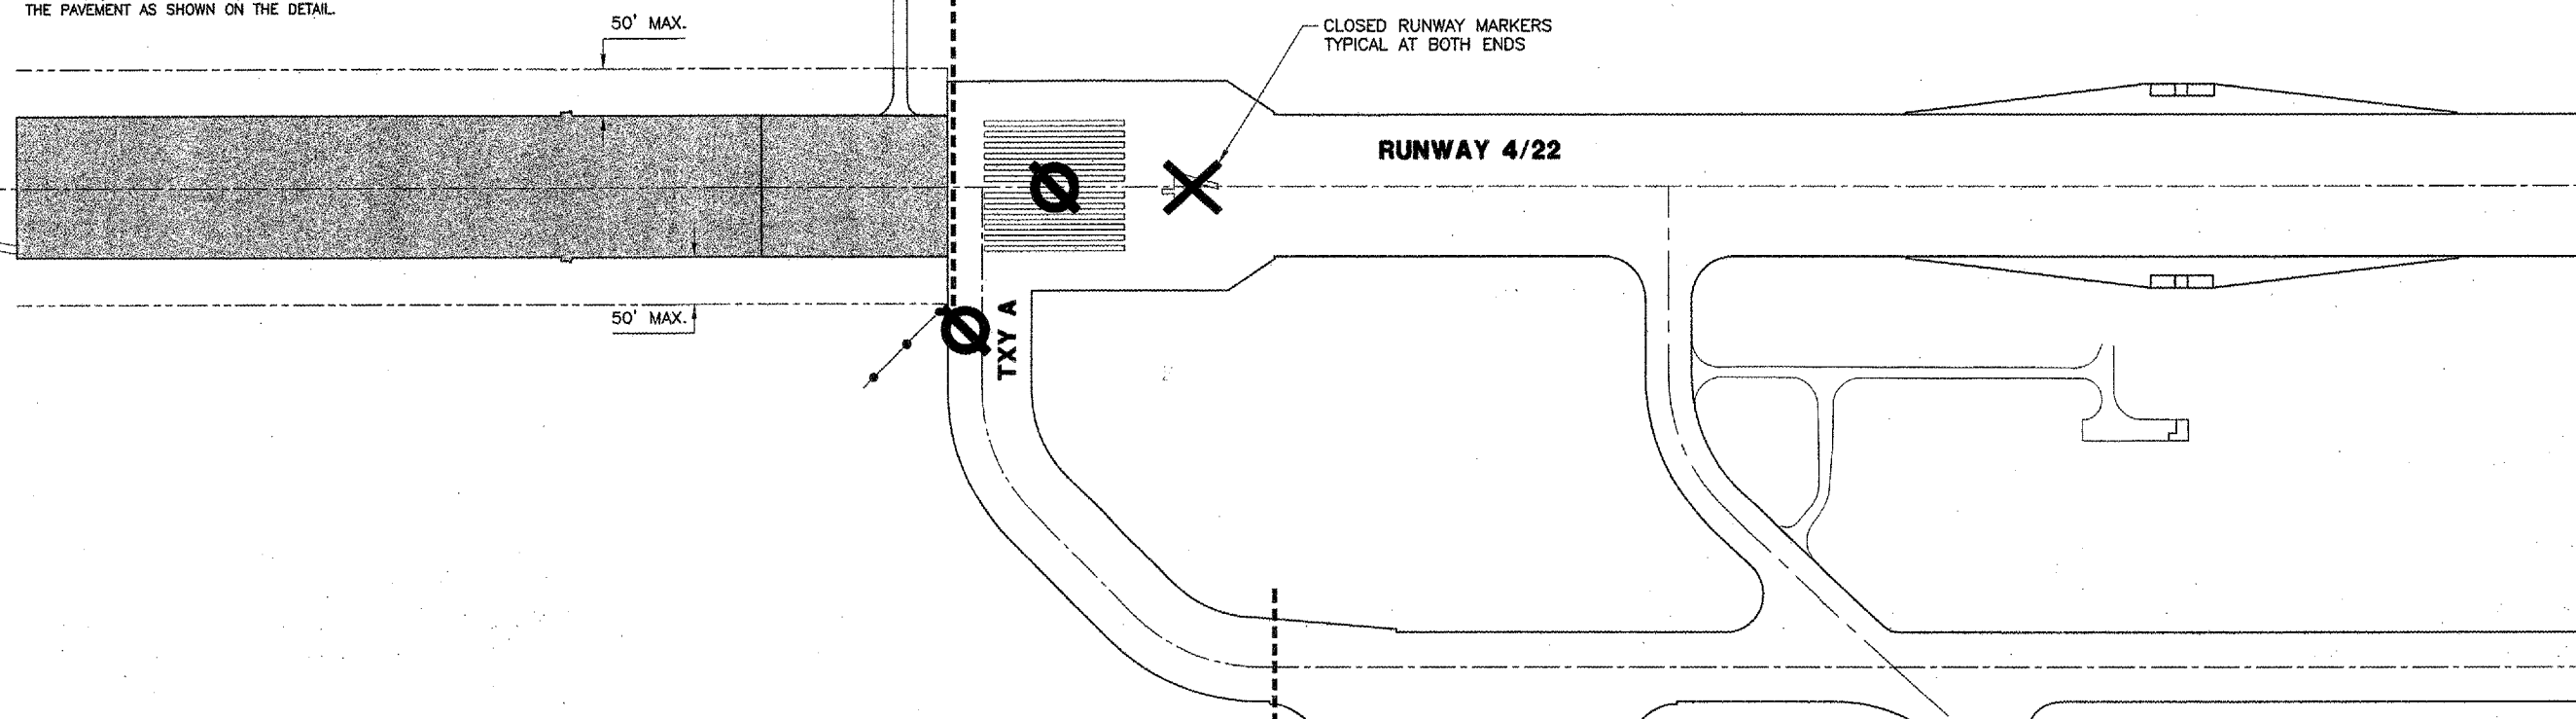 THE PAVEMENT AS SHOWN ON THE DETAIL.
50' MAX.
CLOSED RUNWAY MARKERS
TYPICAL AT BOTH ENDS
RUNWAY 4/22
50' MAX.
TXY A